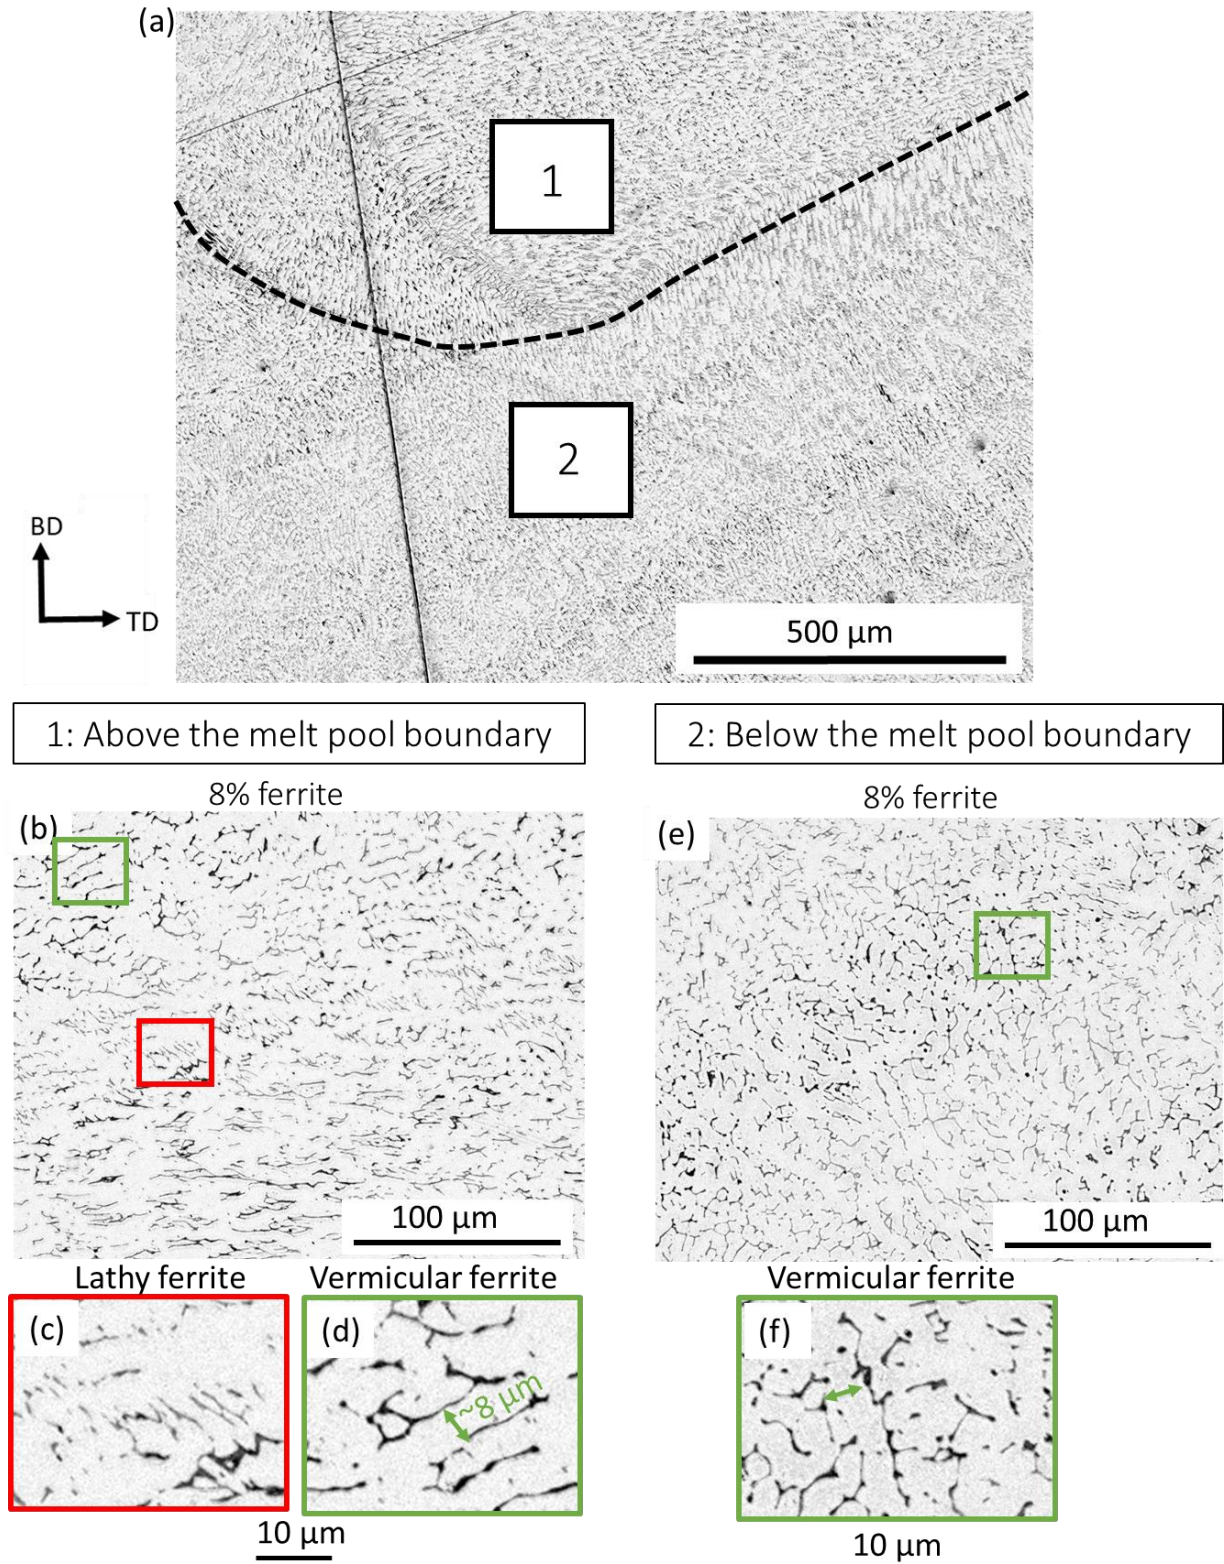 (a)
1
2
BD
TD
500 µm
1: Above the melt pool boundary
2: Below the melt pool boundary
8% ferrite
8% ferrite
(b)
(e)
100 µm
100 µm
Lathy ferrite
Vermicular ferrite
Vermicular ferrite
(c)
(d)
~8 µm
(f)
10 µm
10 µm